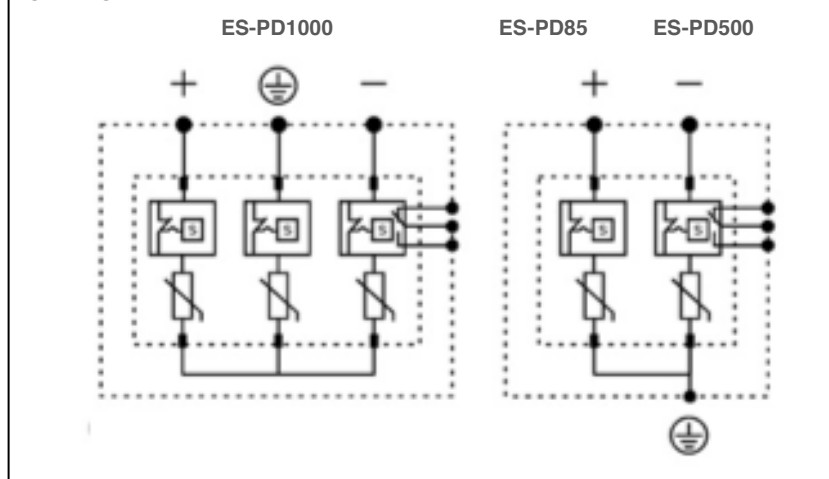 ES-PD1000 ES-PD85 ES-PD500
+ − + −
S S S S S